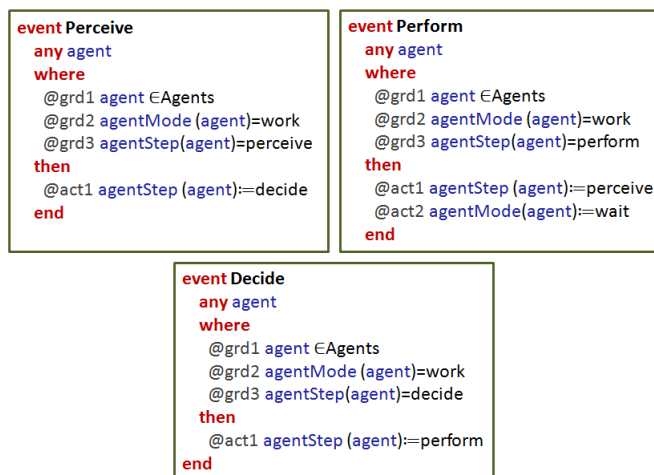 event Perceive
any agent
where
@grd1 agent ∈Agents
@grd2 agentMode (agent)=work
@grd3 agentStep(agent)=perceive
then
@act1 agentStep (agent):=decide
end
event Perform
any agent
where
@grd1 agent ∈Agents
@grd2 agentMode (agent)=work
@grd3 agentStep(agent)=perform
then
@act1 agentStep (agent):=perceive
@act2 agentMode(agent):=wait
end
event Decide
any agent
where
@grd1 agent ∈Agents
@grd2 agentMode (agent)=work
@grd3 agentStep(agent)=decide
then
@act1 agentStep (agent):=perform
end